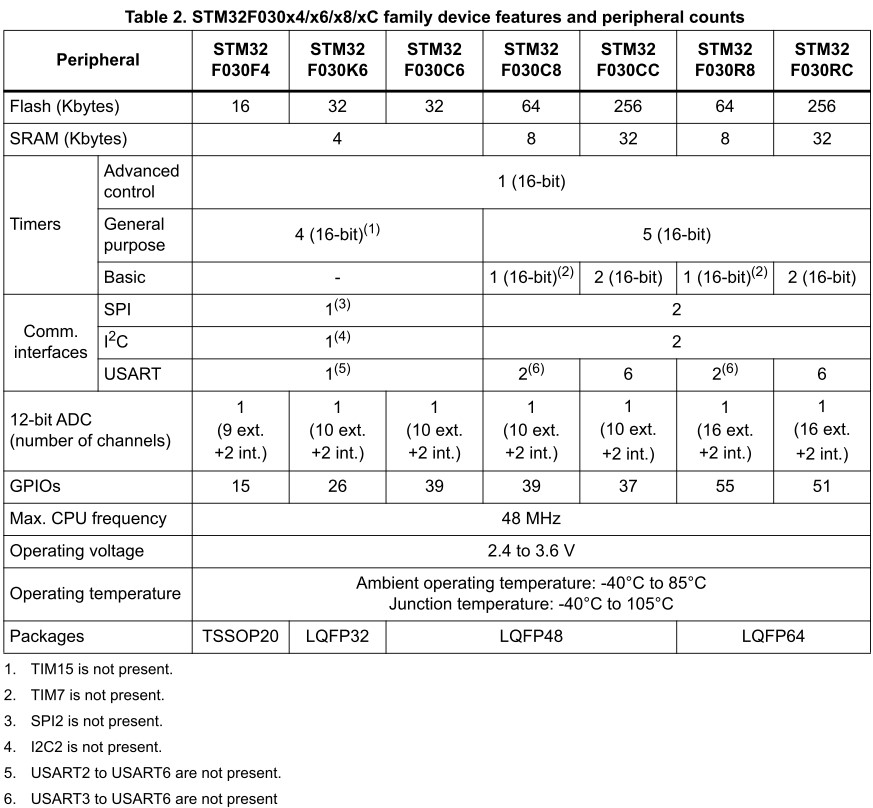 Table 2. STM32F030x4/x6/x8/xC family device features and peripheral counts
Peripheral STM32 F030F4 STM32 F030K6 STM32 F030C6 STM32 F030C8 STM32 F030CC STM32 F030R8 STM32 F030RC
Flash (Kbytes) 16 32 32 64 256 64 256
SRAM (Kbytes) 4 8 32 8 32
Timers
Advanced control 1 (16-bit)
General purpose 4 (16-bit)(1) 5 (16-bit)
Basic - 1 (16-bit)(2) 2 (16-bit) 1 (16-bit)(2) 2 (16-bit)
Comm. interfaces
SPI 1(3) 2
I2C 1(4) 2
USART 1(5) 2(6) 6 2(6) 6
12-bit ADC (number of channels) 1 (9 ext. +2 int.) 1 (10 ext. +2 int.) 1 (10 ext. +2 int.) 1 (10 ext. +2 int.) 1 (10 ext. +2 int.) 1 (16 ext. +2 int.) 1 (16 ext. +2 int.)
GPIOs 15 26 39 39 37 55 51
Max. CPU frequency 48 MHz
Operating voltage 2.4 to 3.6 V
Operating temperature Ambient operating temperature: -40°C to 85°C
Junction temperature: -40°C to 105°C
Packages TSSOP20 LQFP32 LQFP48 LQFP64
1. TIM15 is not present.
2. TIM7 is not present.
3. SPI2 is not present.
4. I2C2 is not present.
5. USART2 to USART6 are not present.
6. USART3 to USART6 are not present